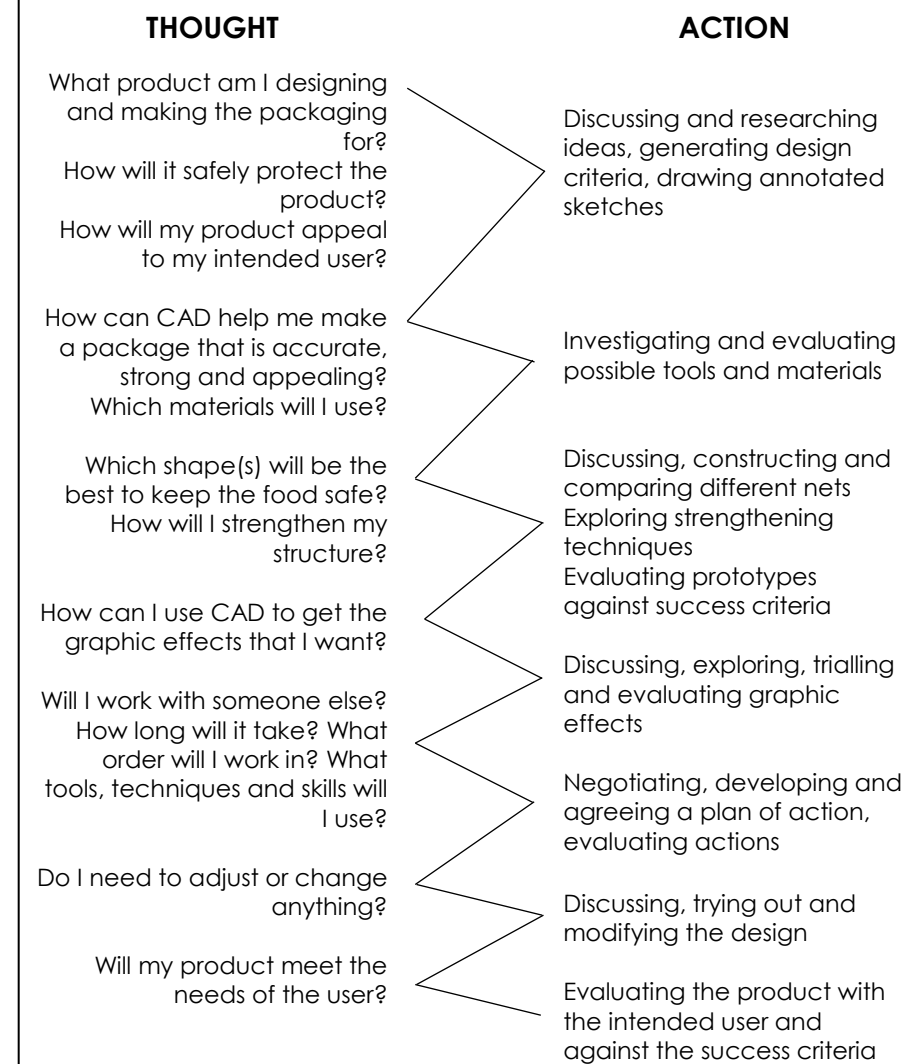 THOUGHT
What product am I designing
and making the packaging
for?
How will it safely protect the
product?
How will my product appeal
to my intended user?
How can CAD help me make
a package that is accurate,
strong and appealing?
Which materials will I use?
Which shape(s) will be the
best to keep the food safe?
How will I strengthen my
structure?
How can I use CAD to get the
graphic effects that I want?
Will I work with someone else?
How long will it take? What
order will I work in? What
tools, techniques and skills will
I use?
Do I need to adjust or change
anything?
Will my product meet the
needs of the user?
ACTION
Discussing and researching
ideas, generating design
criteria, drawing annotated
sketches
Investigating and evaluating
possible tools and materials
Discussing, constructing and
comparing different nets
Exploring strengthening
techniques
Evaluating prototypes
against success criteria
Discussing, exploring, trialling
and evaluating graphic
effects
Negotiating, developing and
agreeing a plan of action,
evaluating actions
Discussing, trying out and
modifying the design
Evaluating the product with
the intended user and
against the success criteria